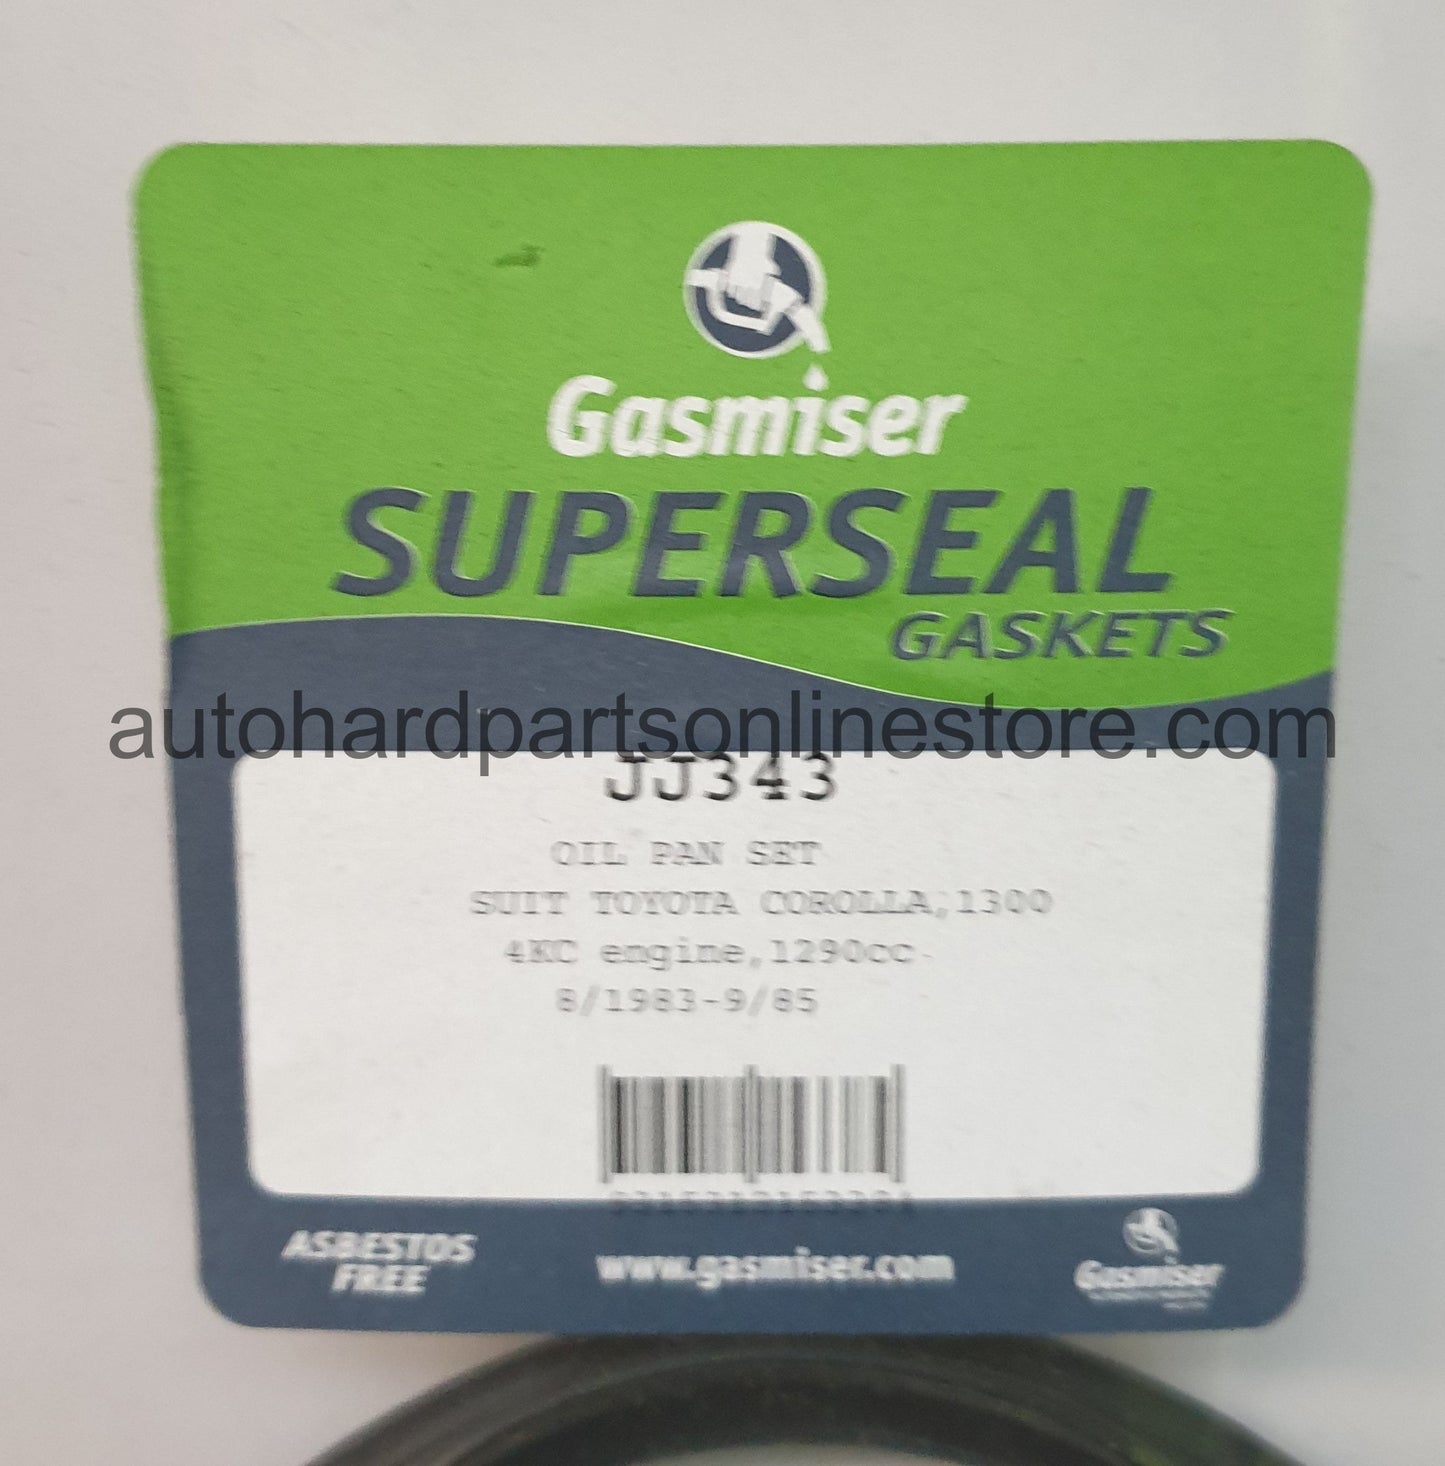 Gasmiser
SUPERSEAL
GASKETS
autohardpartsonlinestore.com
JJ343
OIL PAN SET
SUIT TOYOTA COROLLA,1300
4KC engine,1290cc
8/1983-9/85
ASBESTOS
FREE
www.gasmiser.com
Gasmiser